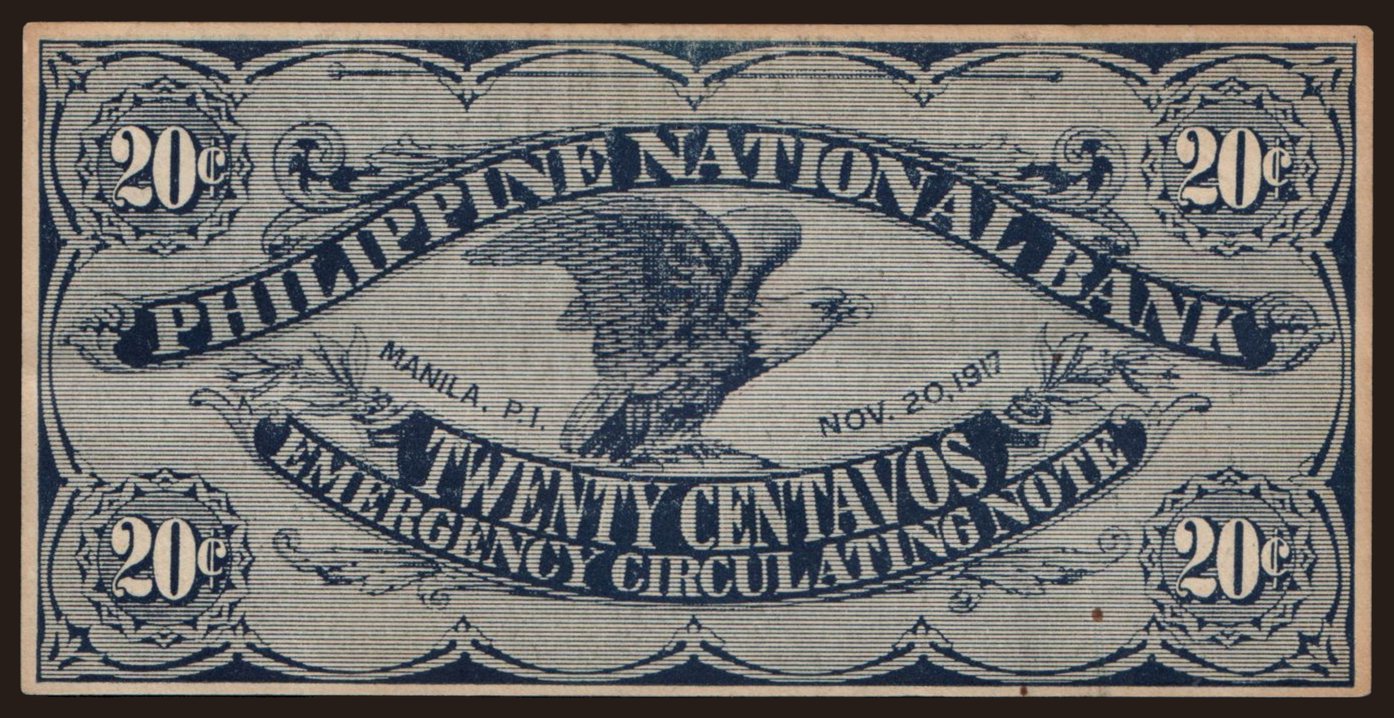 20¢ 20¢
PHILIPPINE NATIONAL BANK
MANILA. P.I. NOV. 20,1917
TWENTY CENTAVOS
EMERGENCY CIRCULATING NOTE
20¢ 20¢